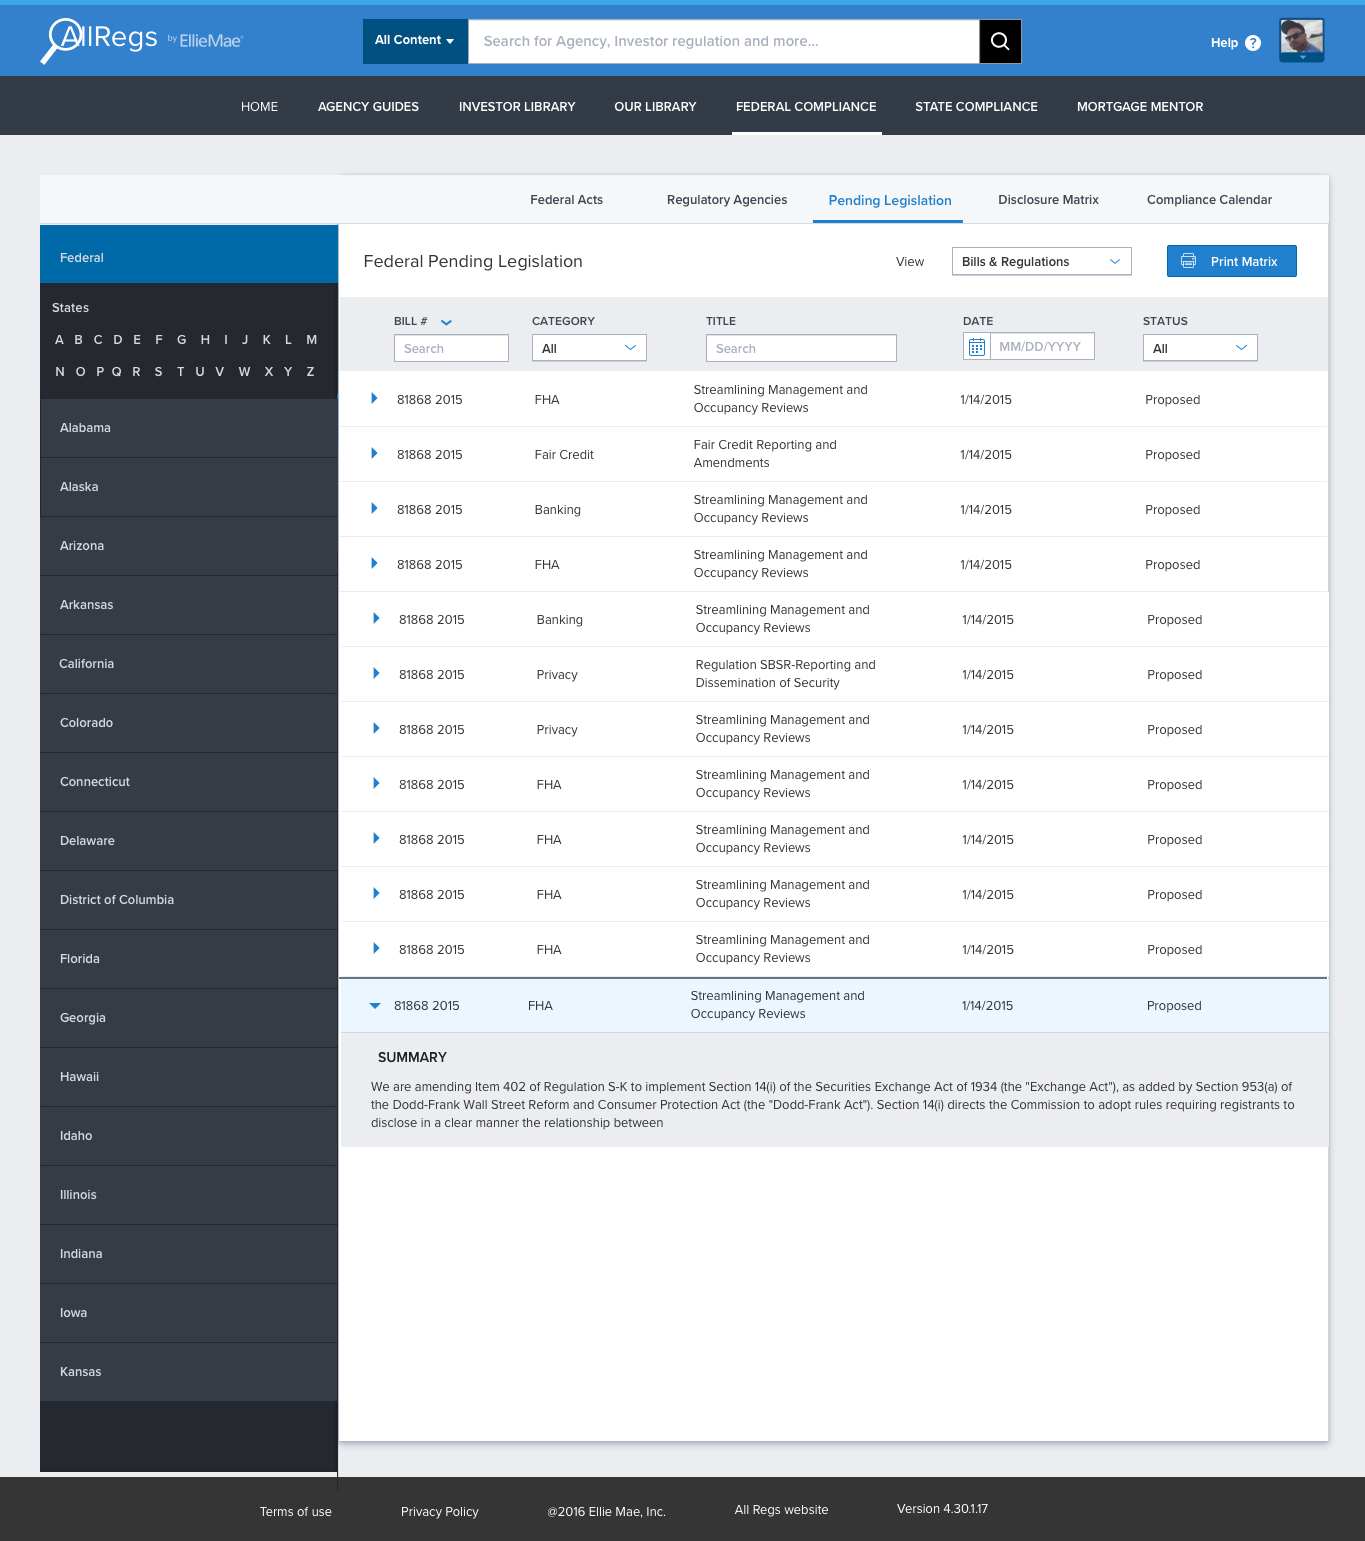 AllRegs by EllieMae
All Content
Search for Agency, Investor regulation and more...
Help ?
HOME AGENCY GUIDES INVESTOR LIBRARY OUR LIBRARY FEDERAL COMPLIANCE STATE COMPLIANCE MORTGAGE MENTOR
Federal Acts Regulatory Agencies Pending Legislation Disclosure Matrix Compliance Calendar
Federal
States
A B C D E F G H I J K L M
N O P Q R S T U V W X Y Z
Alabama
Alaska
Arizona
Arkansas
California
Colorado
Connecticut
Delaware
District of Columbia
Florida
Georgia
Hawaii
Idaho
Illinois
Indiana
Iowa
Kansas
Federal Pending Legislation View Bills & Regulations Print Matrix
BILL # CATEGORY TITLE DATE STATUS
Search All Search MM/DD/YYYY All
81868 2015 FHA Streamlining Management and 1/14/2015 Proposed
Occupancy Reviews
81868 2015 Fair Credit Fair Credit Reporting and 1/14/2015 Proposed
Amendments
81868 2015 Banking Streamlining Management and 1/14/2015 Proposed
Occupancy Reviews
81868 2015 FHA Streamlining Management and 1/14/2015 Proposed
Occupancy Reviews
81868 2015 Banking Streamlining Management and 1/14/2015 Proposed
Occupancy Reviews
81868 2015 Privacy Regulation SBSR-Reporting and 1/14/2015 Proposed
Dissemination of Security
81868 2015 Privacy Streamlining Management and 1/14/2015 Proposed
Occupancy Reviews
81868 2015 FHA Streamlining Management and 1/14/2015 Proposed
Occupancy Reviews
81868 2015 FHA Streamlining Management and 1/14/2015 Proposed
Occupancy Reviews
81868 2015 FHA Streamlining Management and 1/14/2015 Proposed
Occupancy Reviews
81868 2015 FHA Streamlining Management and 1/14/2015 Proposed
Occupancy Reviews
81868 2015 FHA Streamlining Management and 1/14/2015 Proposed
Occupancy Reviews
SUMMARY
We are amending Item 402 of Regulation S-K to implement Section 14(i) of the Securities Exchange Act of 1934 (the "Exchange Act"), as added by Section 953(a) of
the Dodd-Frank Wall Street Reform and Consumer Protection Act (the "Dodd-Frank Act"). Section 14(i) directs the Commission to adopt rules requiring registrants to
disclose in a clear manner the relationship between
Terms of use Privacy Policy @2016 Ellie Mae, Inc. All Regs website Version 4.30.1.17